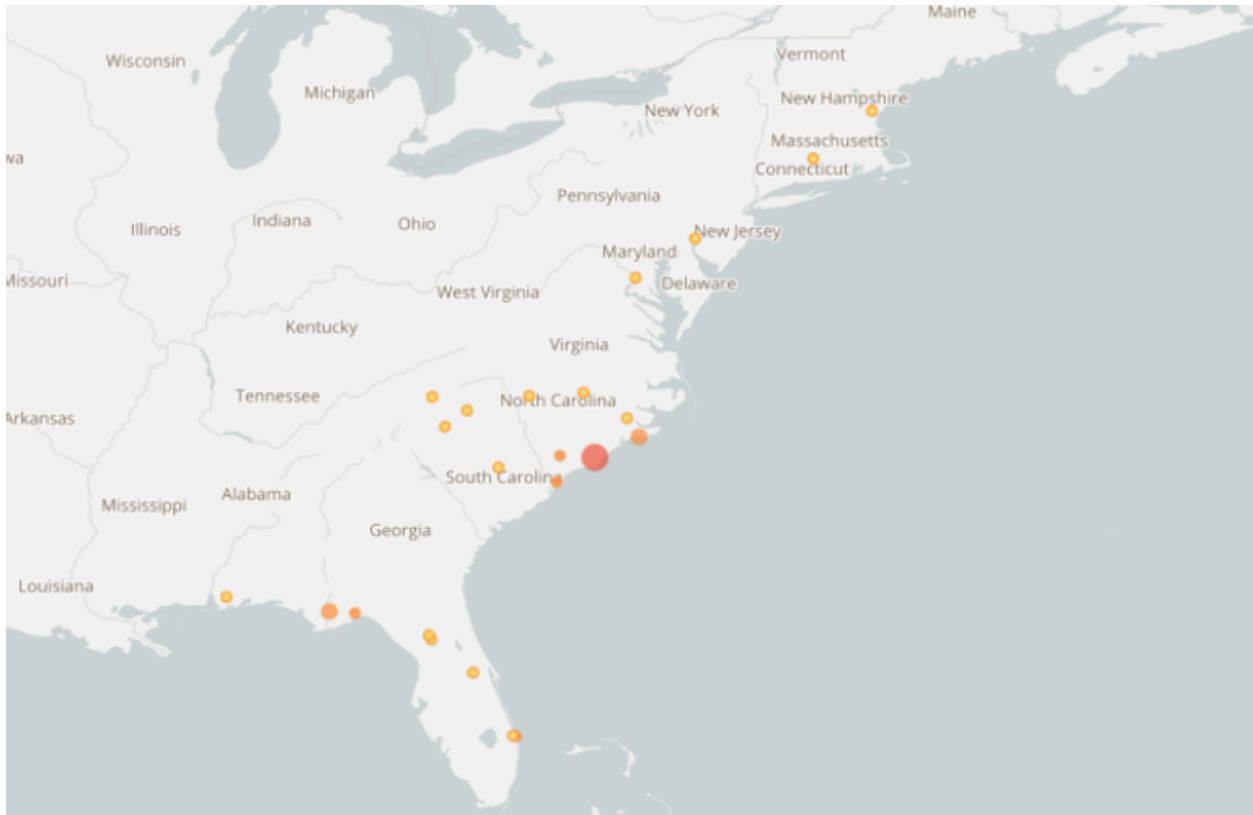 Maine
Vermont
Wisconsin
Michigan
New Hampshire
New York
Massachusetts
wa
Connecticut
Pennsylvania
Indiana
Ohio
Illinois
New Jersey
Maryland
Missouri
Delaware
West Virginia
Kentucky
Virginia
Tennessee
North Carolina
Arkansas
South Carolina
Alabama
Mississippi
Georgia
Louisiana